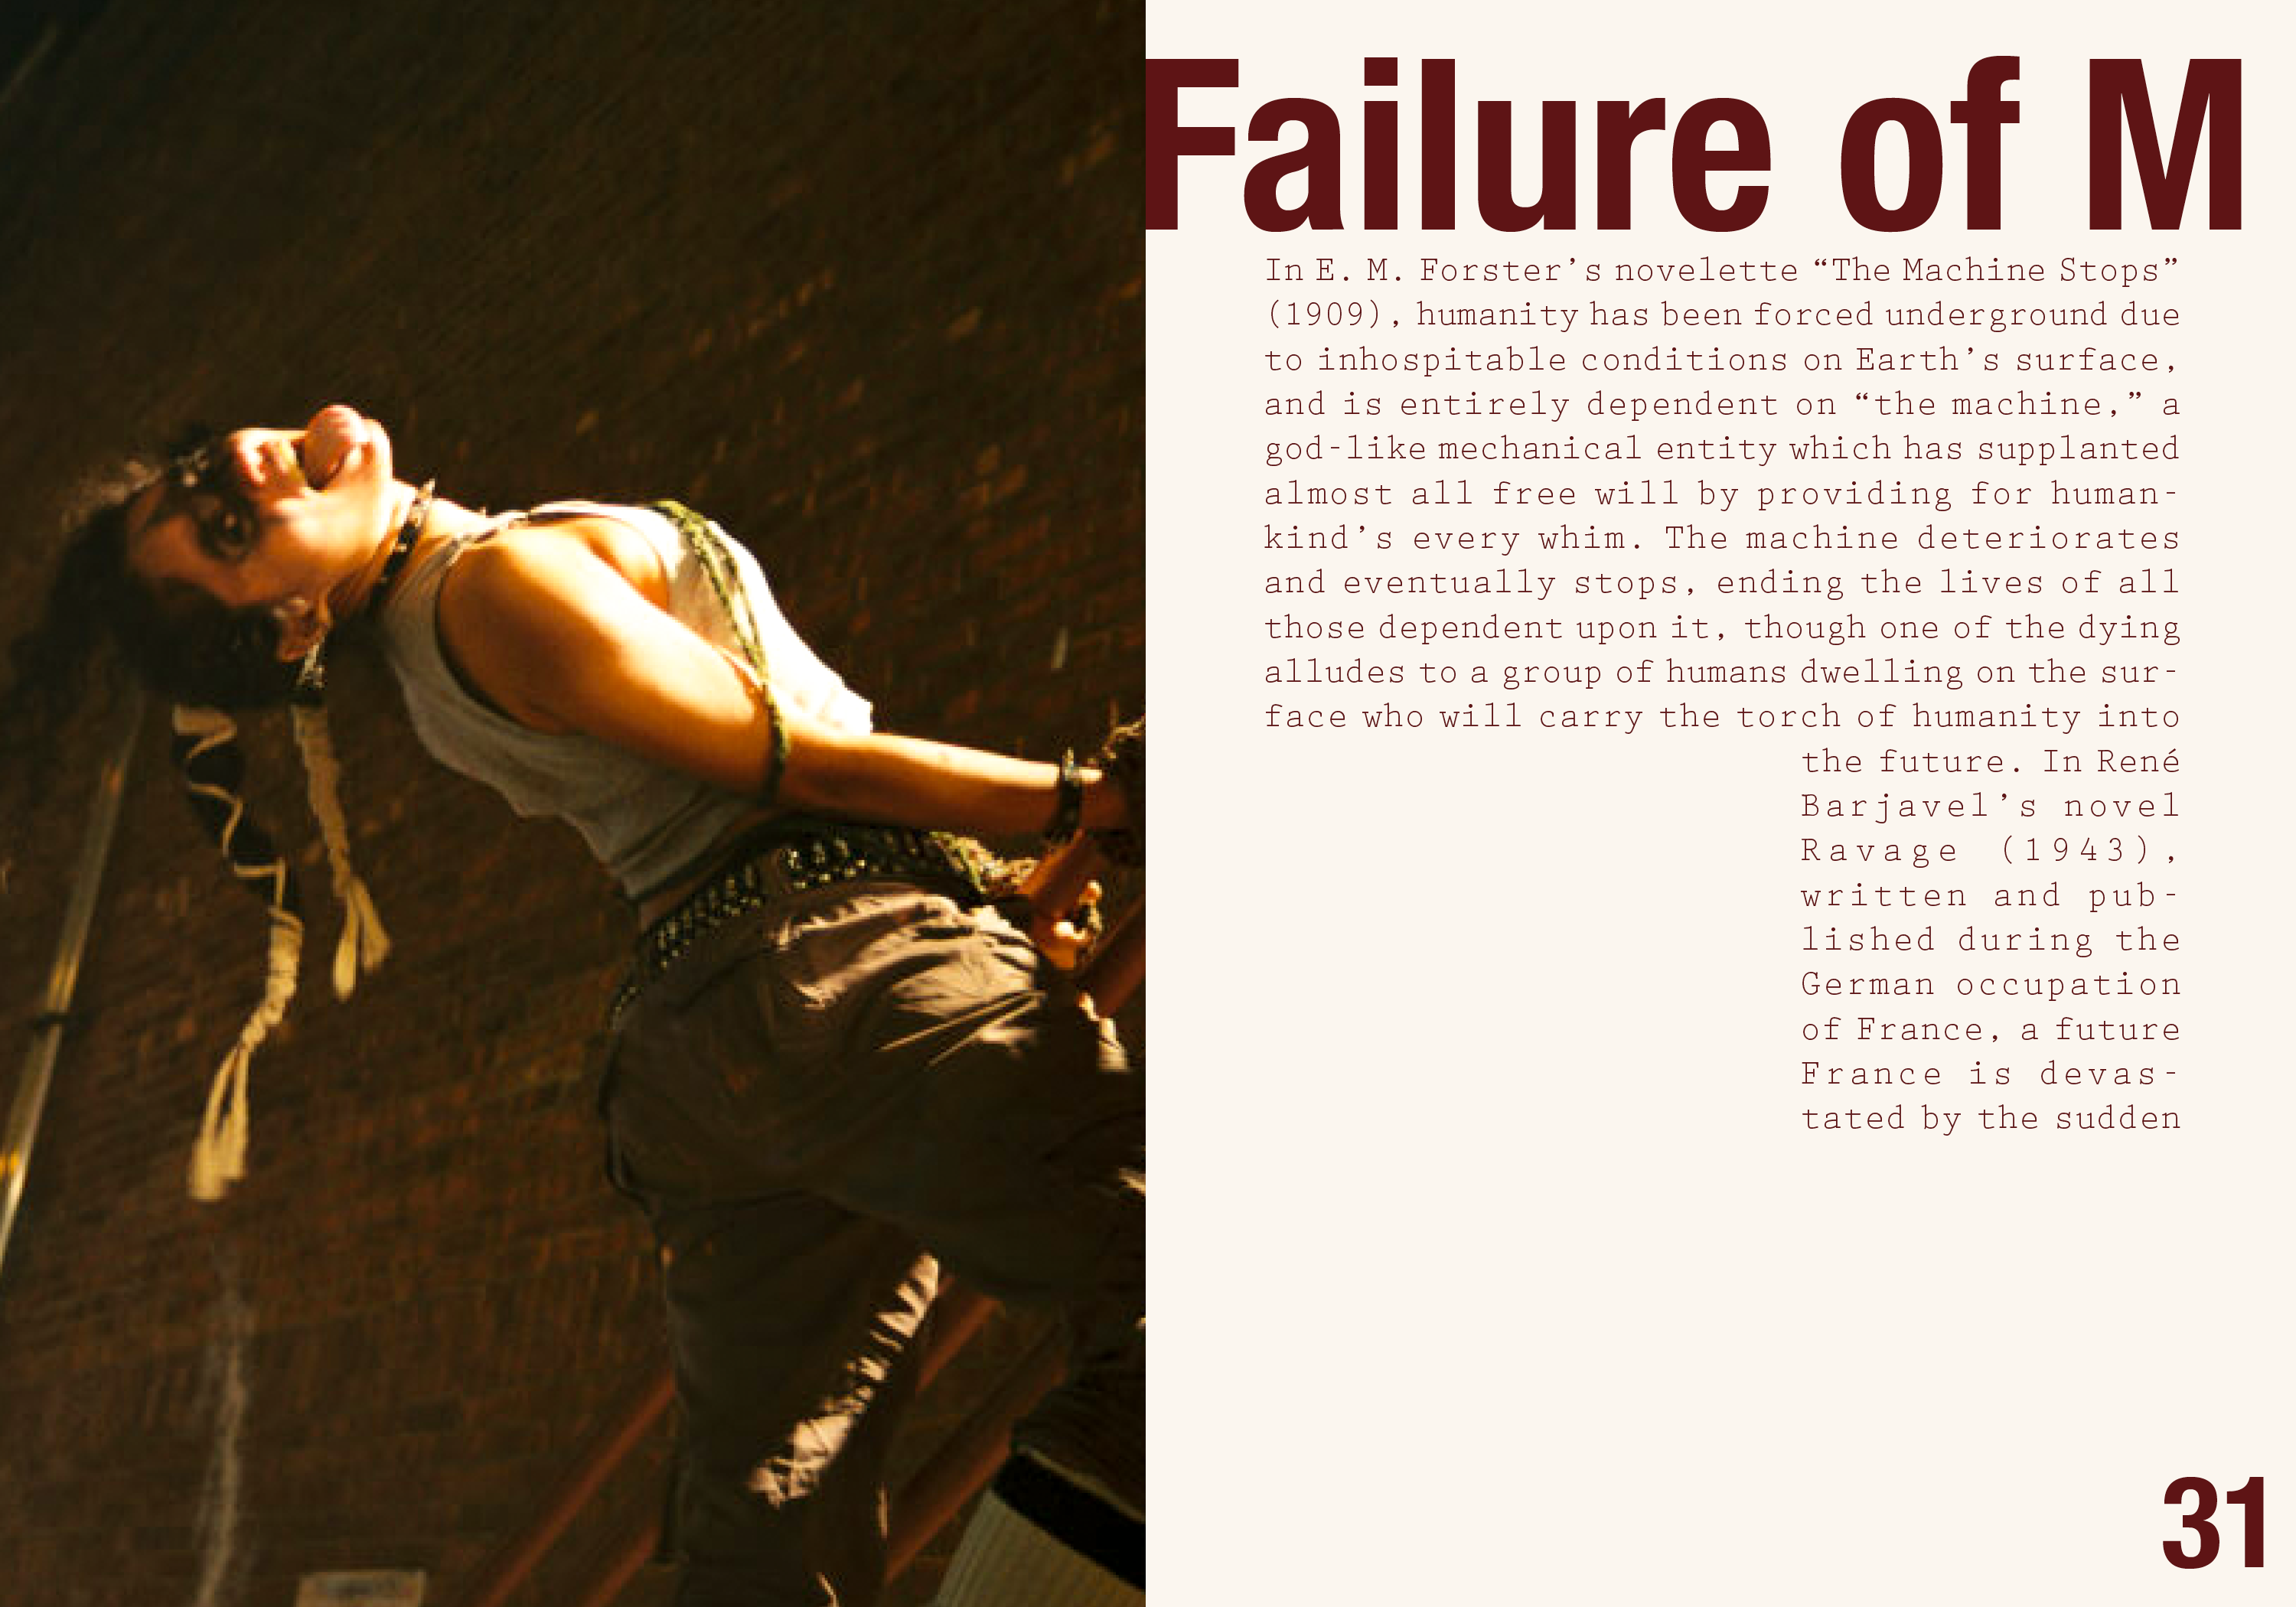 Failure of M
In E. M. Forster’s novelette “The Machine Stops”
(1909), humanity has been forced underground due
to inhospitable conditions on Earth’s surface,
and is entirely dependent on “the machine,” a
god-like mechanical entity which has supplanted
almost all free will by providing for human-
kind’s every whim. The machine deteriorates
and eventually stops, ending the lives of all
those dependent upon it, though one of the dying
alludes to a group of humans dwelling on the sur-
face who will carry the torch of humanity into
the future. In René
Barjavel’s novel
Ravage (1943),
written and pub-
lished during the
German occupation
of France, a future
France is devas-
tated by the sudden
31